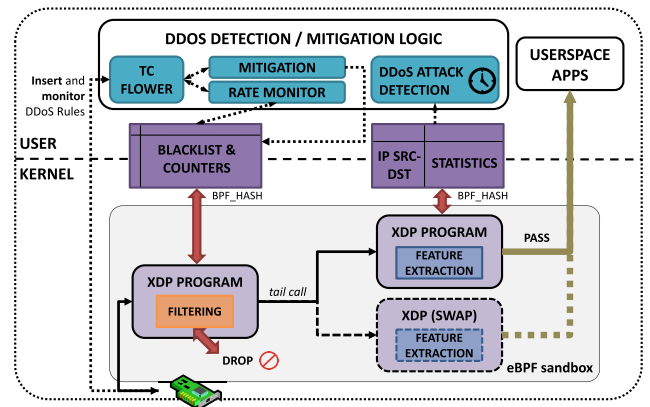 DDOS DETECTION / MITIGATION LOGIC
TC
FLOWER
MITIGATION
RATE MONITOR
DDoS ATTACK
DETECTION
USERSPACE
APPS
Insert and
monitor
DDoS Rules
USER
KERNEL
BLACKLIST &
COUNTERS
IP SRC-
DST
STATISTICS
BPF_HASH
BPF_HASH
XDP PROGRAM
FEATURE
EXTRACTION
PASS
XDP PROGRAM
FILTERING
tail call
XDP (SWAP)
FEATURE
EXTRACTION
DROP
eBPF sandbox